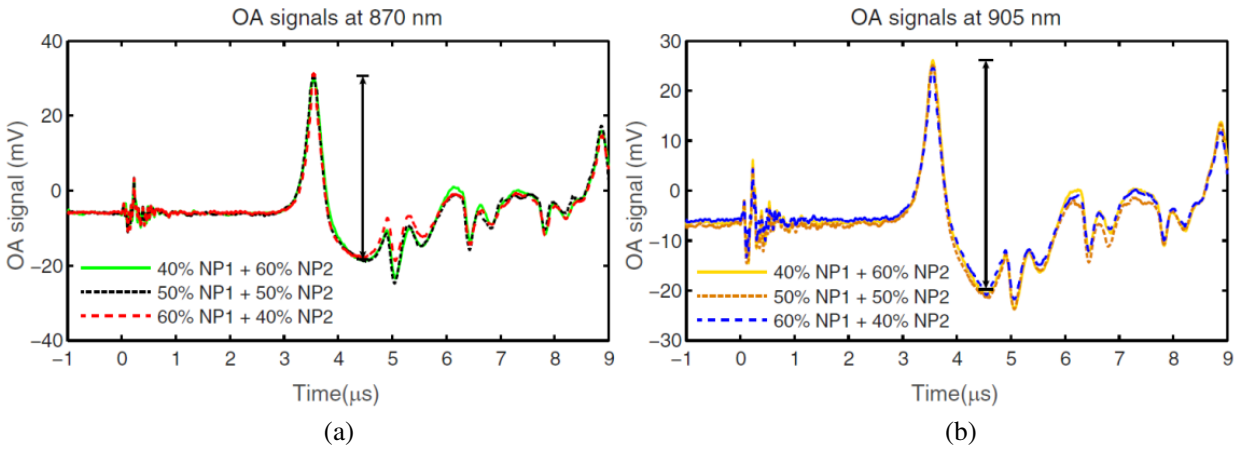 OA signals at 870 nm
OA signal (mV)
40
20
0
−20
−40
40% NP1 + 60% NP2
50% NP1 + 50% NP2
60% NP1 + 40% NP2
−1 0 1 2 3 4 5 6 7 8 9
Time(μs)
(a)
OA signals at 905 nm
OA signal (mV)
30
20
10
0
−10
−20
−30
40% NP1 + 60% NP2
50% NP1 + 50% NP2
60% NP1 + 40% NP2
−1 0 1 2 3 4 5 6 7 8 9
Time(μs)
(b)